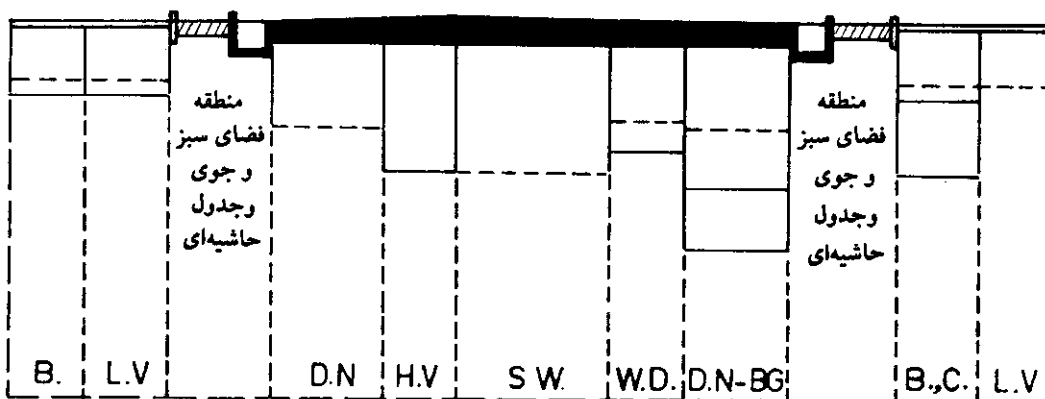 منطقه
فضای سبز
و جوی
وجدول
حاشیه‌ای
منطقه
فضای سبز
و جوی
وجدول
حاشیه‌ای
B. L.V D.N H.V S W. W.D. D.N-BG B.,C. L.V